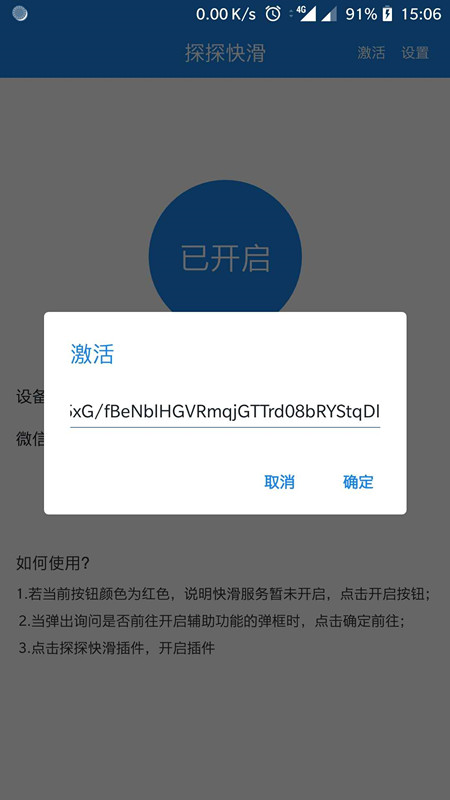 0.00 K/s 4G 91% 15:06
探探快滑 激活 设置
已开启
激活
设备
xG/fBeNblHGVRmqjGTTrd08bRYStqDl
微信
取消 确定
如何使用?
1.若当前按钮颜色为红色，说明快滑服务暂未开启，点击开启按钮；
2.当弹出询问是否前往开启辅助功能的弹框时，点击确定前往；
3.点击探探快滑插件，开启插件